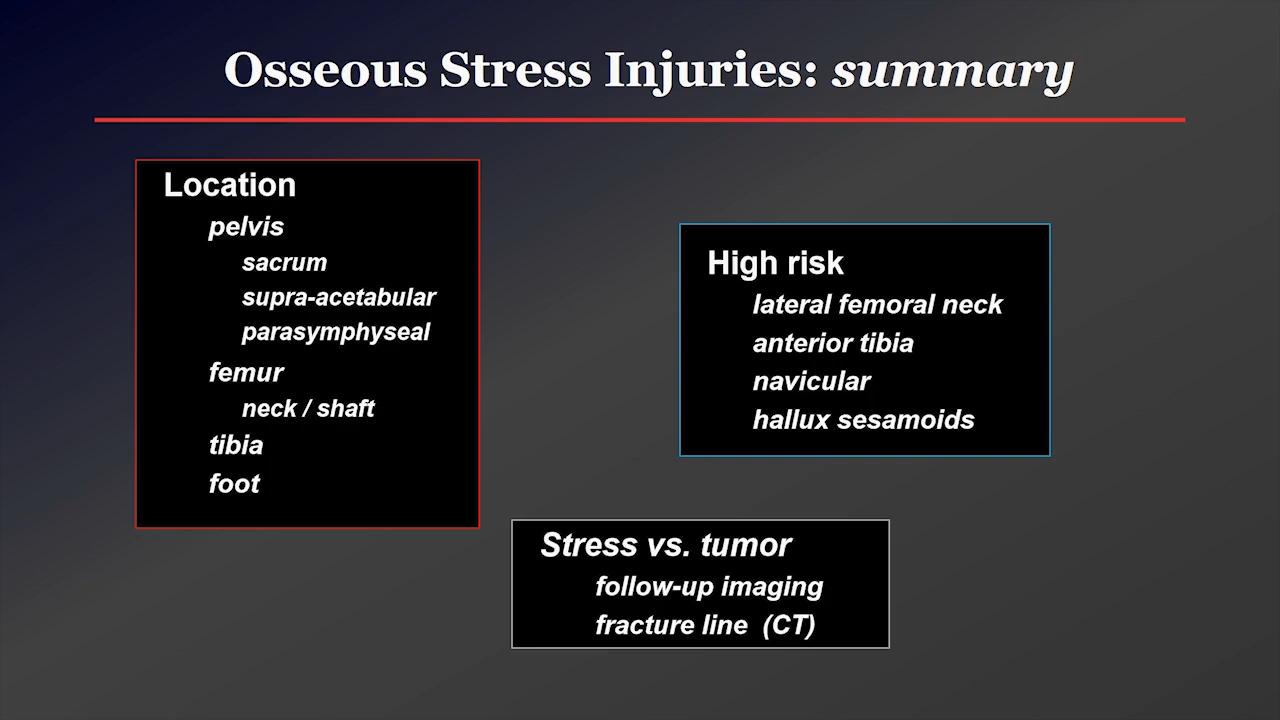 Osseous Stress Injuries: summary
Location
pelvis
sacrum
supra-acetabular
parasymphyseal
femur
neck / shaft
tibia
foot
High risk
lateral femoral neck
anterior tibia
navicular
hallux sesamoids
Stress vs. tumor
follow-up imaging
fracture line (CT)